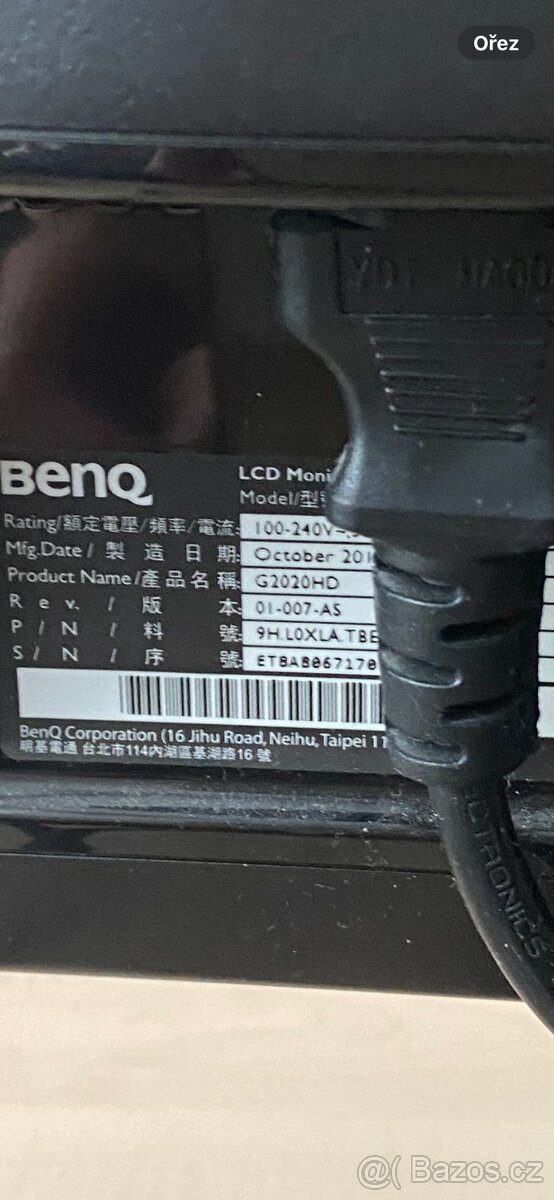 Ořez
BenQ
LCD Moni
Model/型號
Rating/額定電壓/頻率/電流: 100-240V~
Mfg.Date / 製 造 日 期: October 201
Product Name/產品名稱: G2020HD
R e v. / 版 本: 01-007-AS
P / N / 料 號: 9H.L0XLA.TBE
S / N / 序 號: ETBAB067170
BenQ Corporation (16 Jihu Road, Neihu, Taipei 11
明基電通 台北市114內湖區基湖路16 號
CTRONICS
@( Bazos.cz